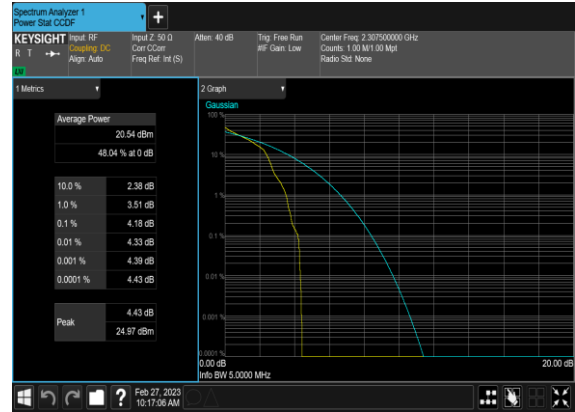 Spectrum Analyzer 1
Power Stat CCDF
+
KEYSIGHT
R T
LW
Input: RF
Coupling: DC
Align: Auto
Input Z: 50 Ω
Corr CCorr
Freq Ref: Int (S)
Atten: 40 dB
Trig: Free Run
#IF Gain: Low
Center Freq: 2.307500000 GHz
Counts: 1.00 M/1.00 Mpt
Radio Std: None
1 Metrics
Average Power
20.54 dBm
48.04 % at 0 dB
10.0 % 2.38 dB
1.0 % 3.51 dB
0.1 % 4.18 dB
0.01 % 4.33 dB
0.001 % 4.39 dB
0.0001 % 4.43 dB
Peak
4.43 dB
24.97 dBm
2 Graph
Gaussian
100 %
10 %
1 %
0.1 %
0.01 %
0.001 %
0.0001 %
0.00 dB 20.00 dB
Info BW 5.0000 MHz
? Feb 27, 2023
10:17:06 AM